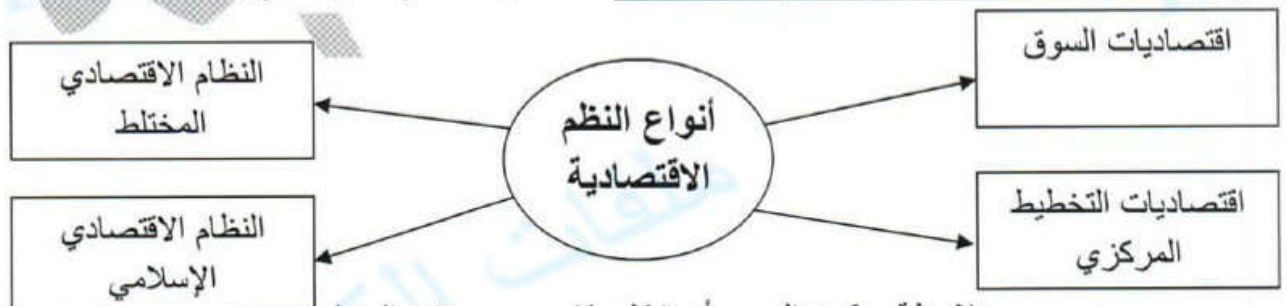 اقتصاديات السوق
النظام الاقتصادي
المختلط
أنواع النظم
الاقتصادية
اقتصاديات التخطيط
المركزي
النظام الاقتصادي
الإسلامي